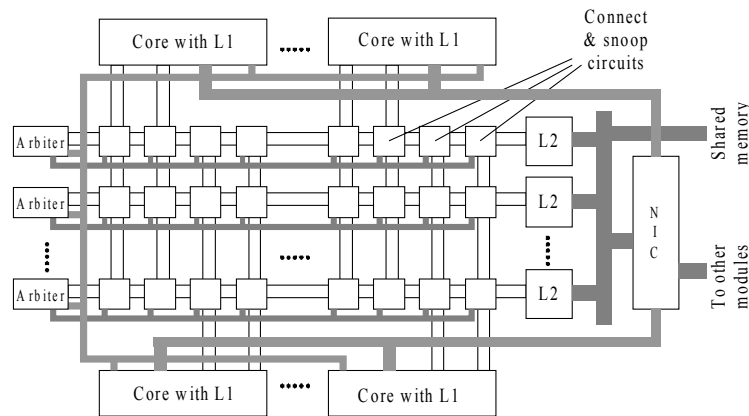 Core with L1
Core with L1
Connect
& snoop
circuits
Arbiter
L2
Shared
memory
Arbiter
L2
NIC
Arbiter
L2
To other
modules
Core with L1
Core with L1